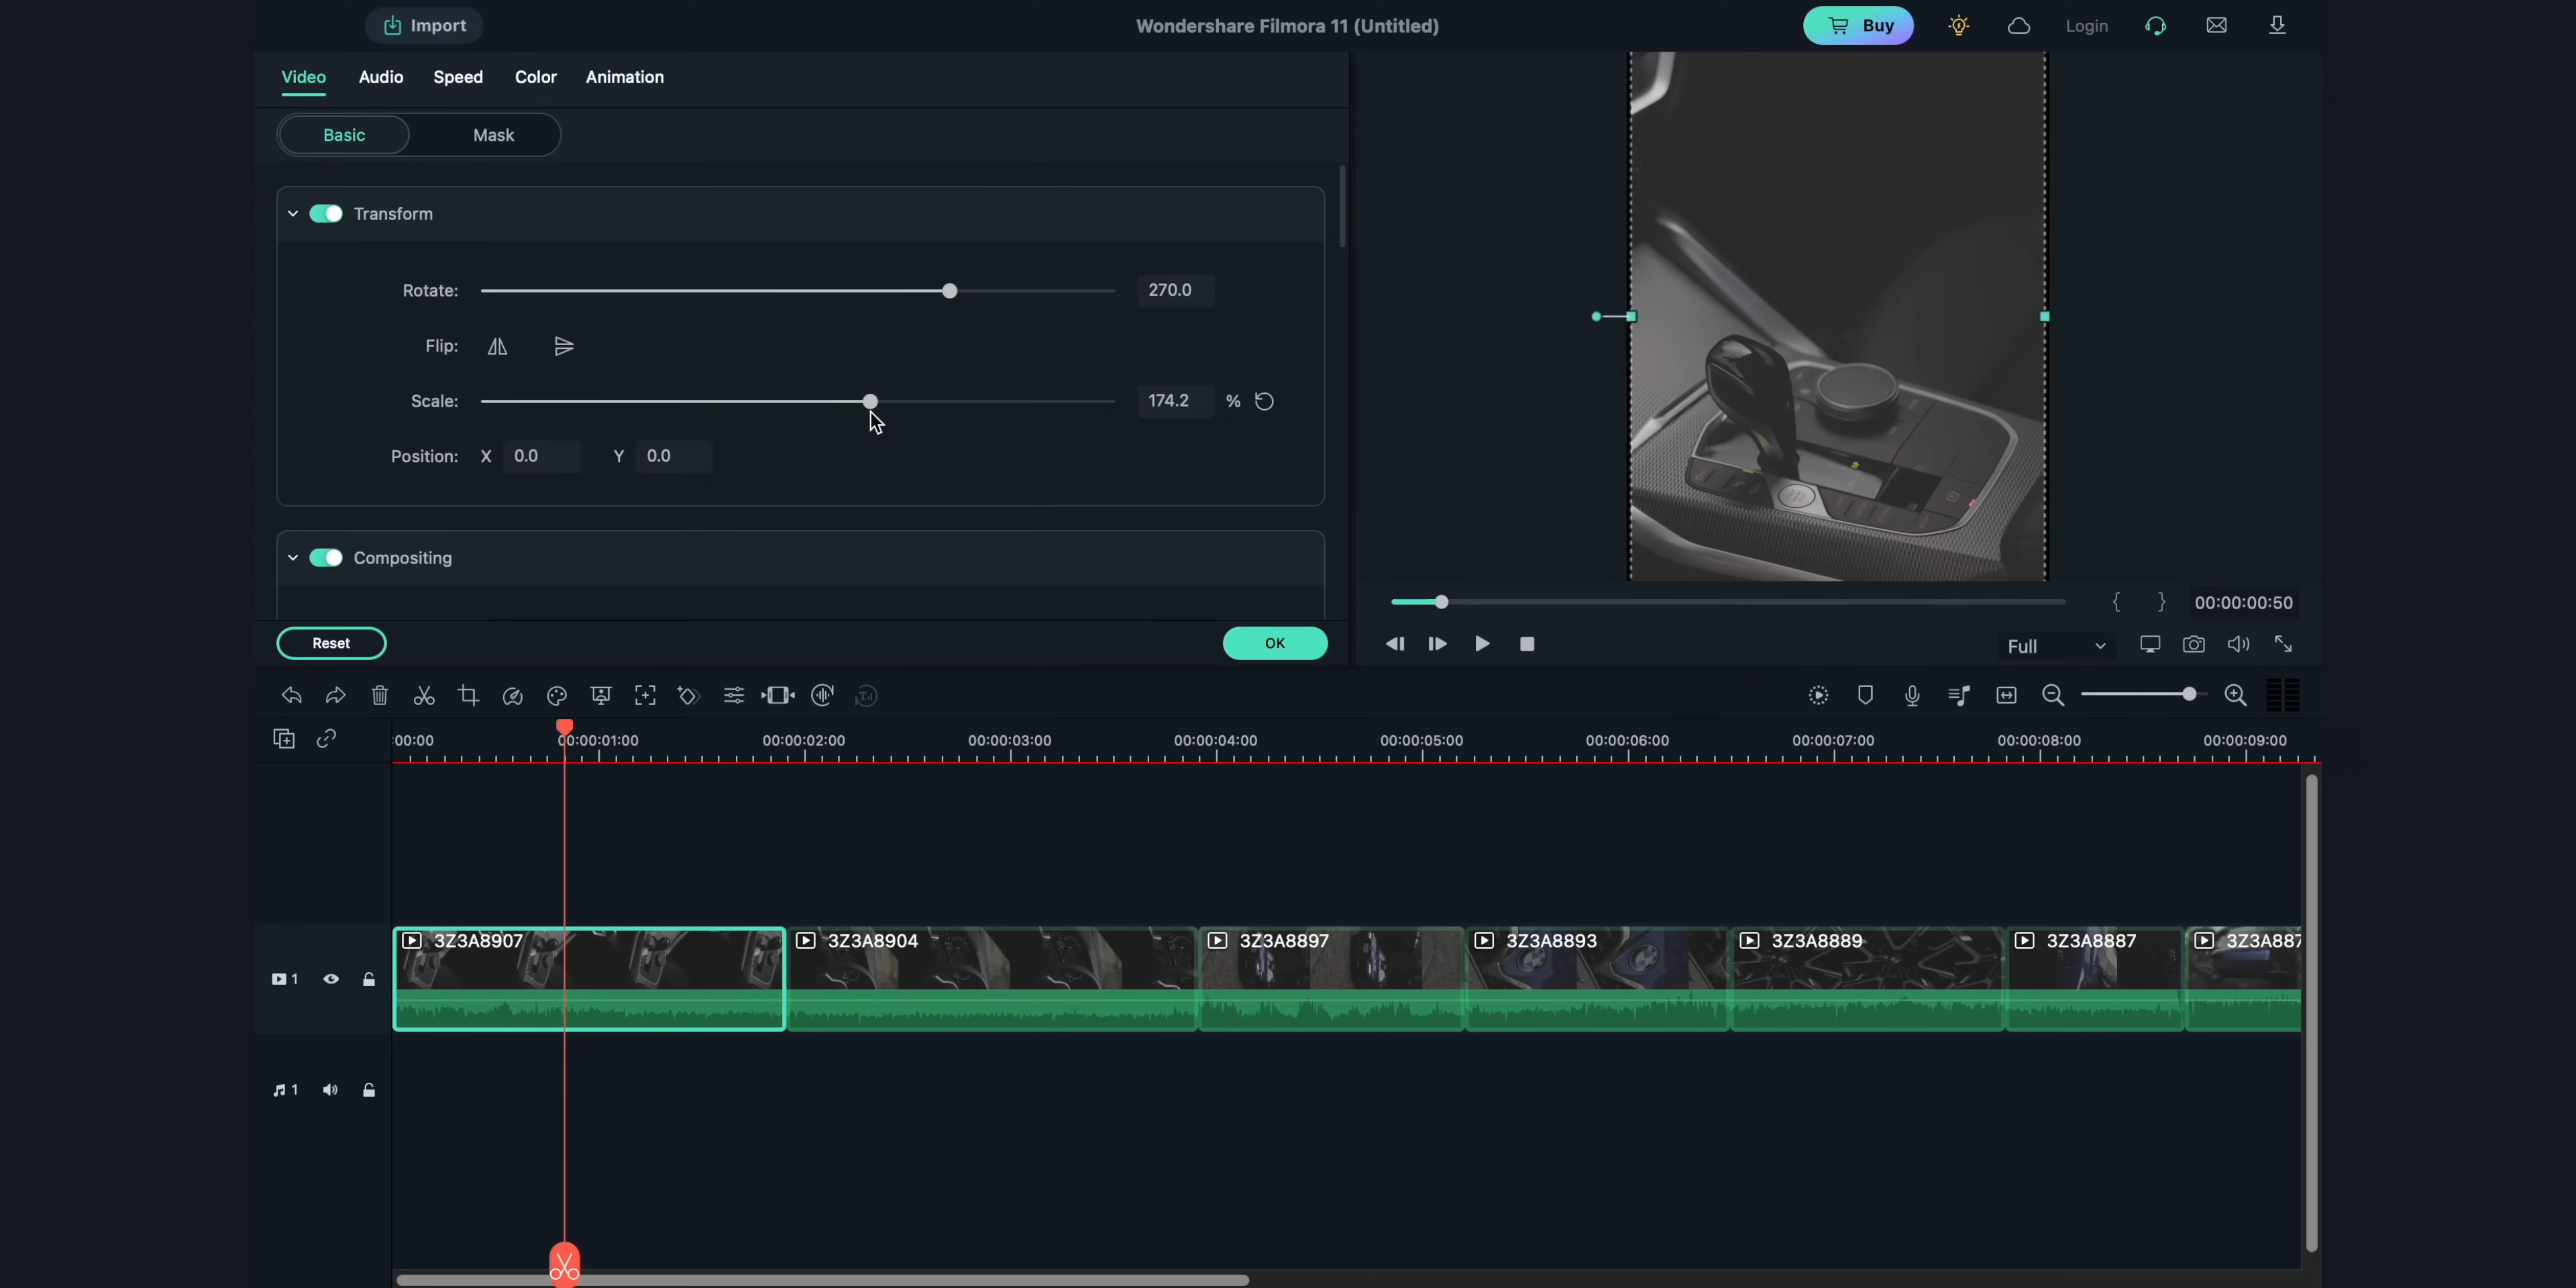 Import
Wondershare Filmora 11 (Untitled)
Buy
Login
Video Audio Speed Color Animation
Basic Mask
Transform
Rotate: 270.0
Flip:
Scale: 174.2 %
Position: X 0.0 Y 0.0
Compositing
Reset OK
{ } 00:00:00:50
Full
:00:00 00:00:01:00 00:00:02:00 00:00:03:00 00:00:04:00 00:00:05:00 00:00:06:00 00:00:07:00 00:00:08:00 00:00:09:00
3Z3A8907 3Z3A8904 3Z3A8897 3Z3A8893 3Z3A8889 3Z3A8887 3Z3A887
1
1